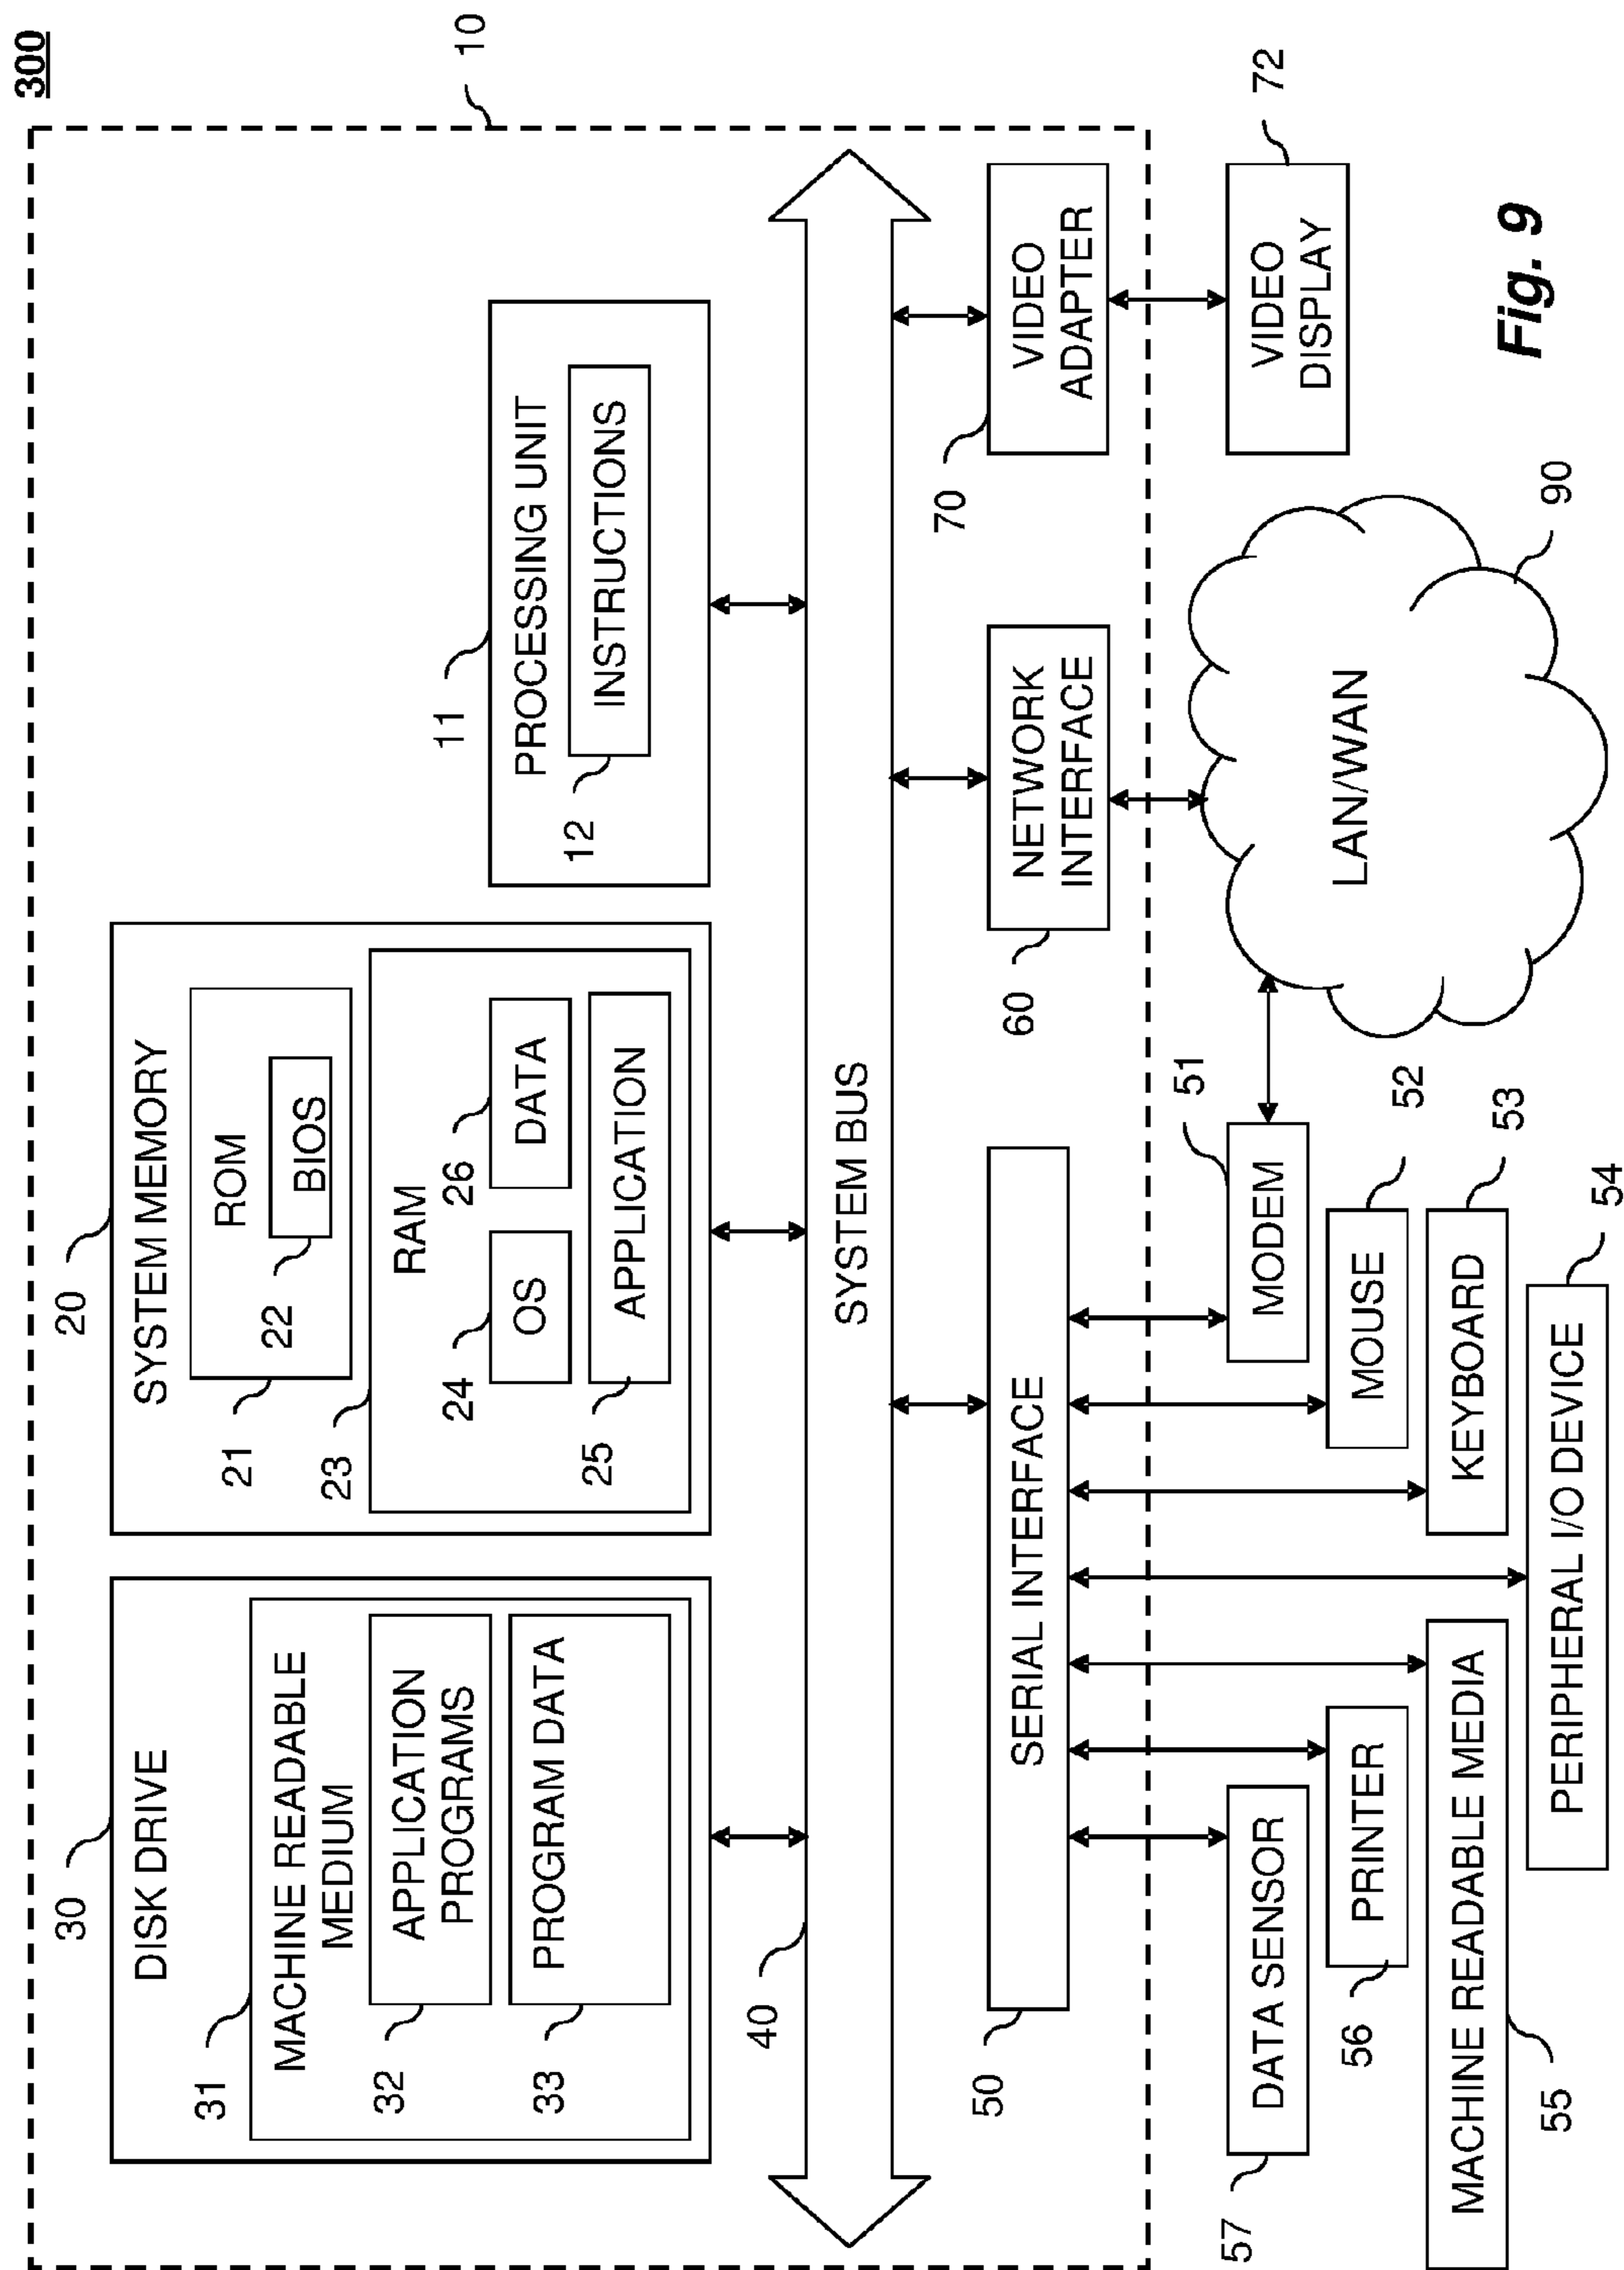 300
10
30
DISK DRIVE
31
MACHINE READABLE
MEDIUM
32
APPLICATION
PROGRAMS
33
PROGRAM DATA
20
SYSTEM MEMORY
21
ROM
22
BIOS
23
RAM
24
OS
26
DATA
25
APPLICATION
11
PROCESSING UNIT
12
INSTRUCTIONS
40
SYSTEM BUS
50
SERIAL INTERFACE
60
NETWORK
INTERFACE
70
VIDEO
ADAPTER
57
DATA SENSOR
56
PRINTER
55
MACHINE READABLE MEDIA
54
PERIPHERAL I/O DEVICE
53
KEYBOARD
52
MOUSE
51
MODEM
LAN/WAN
90
72
VIDEO
DISPLAY
Fig. 9